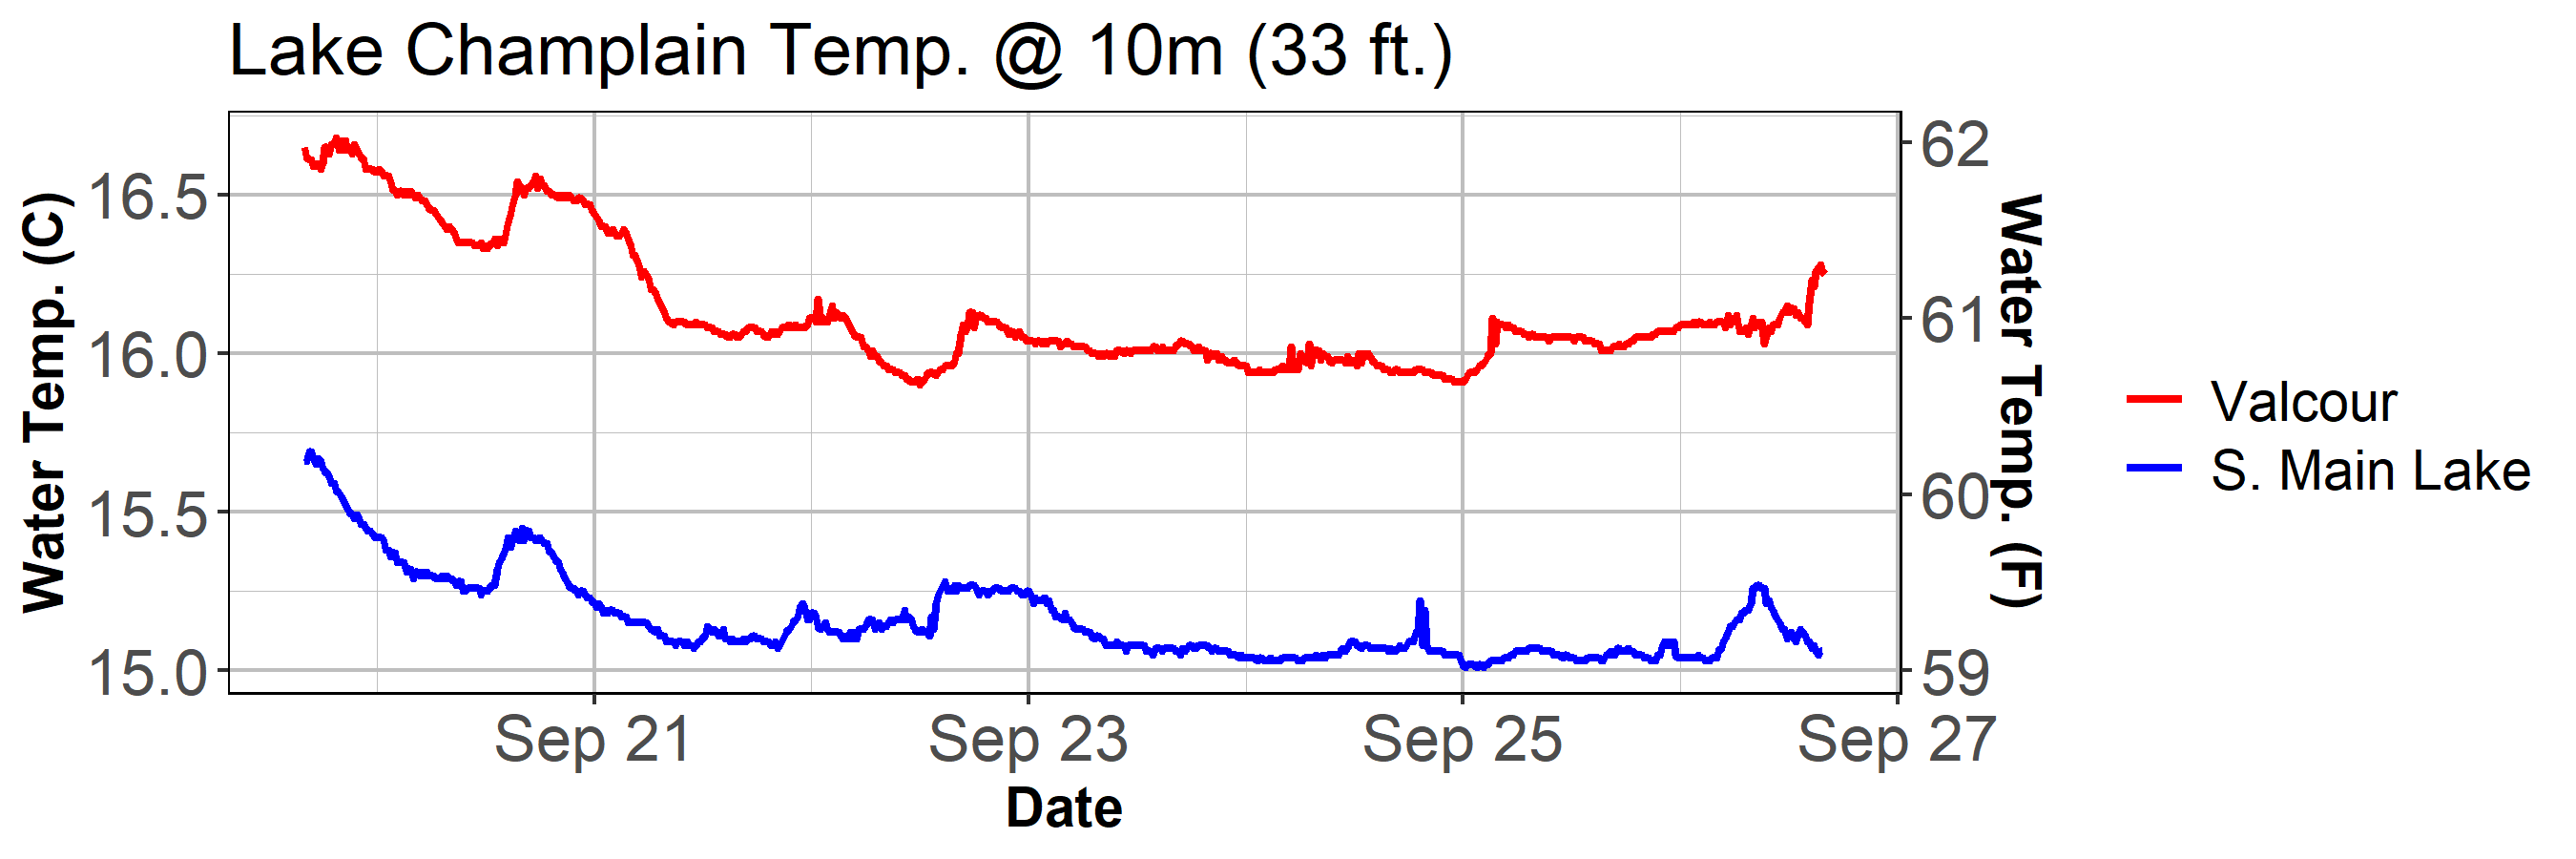 Lake Champlain Temp. @ 10m (33 ft.)
Water Temp. (C)
16.5
16.0
15.5
15.0
62
61
60
59
Water Temp. (F)
Sep 21
Sep 23
Sep 25
Sep 27
Date
Valcour
S. Main Lake